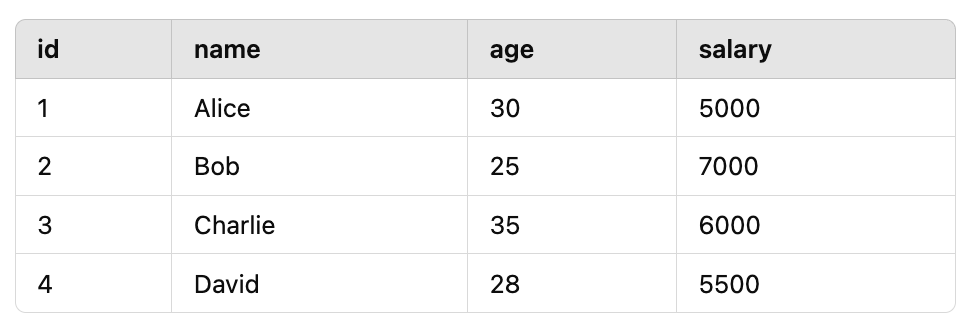 id name age salary
1 Alice 30 5000
2 Bob 25 7000
3 Charlie 35 6000
4 David 28 5500